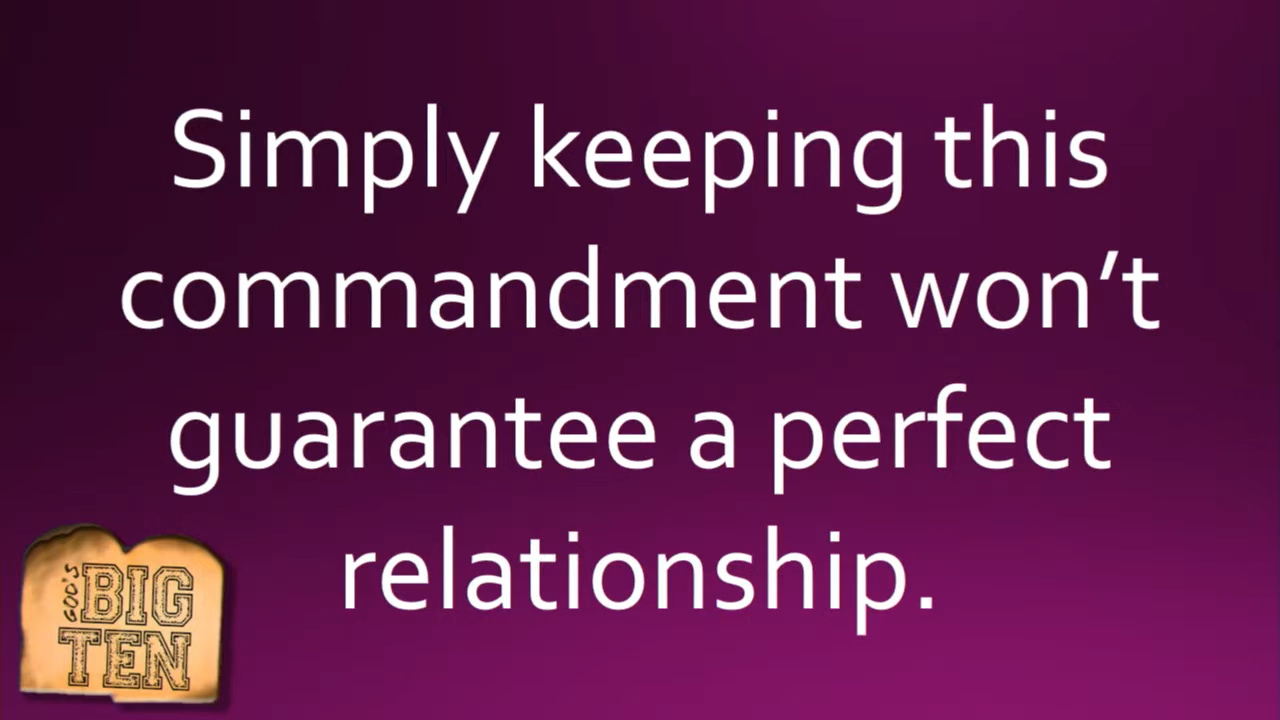 Simply keeping this
commandment won’t
guarantee a perfect
relationship.
GOD'S
BIG
TEN